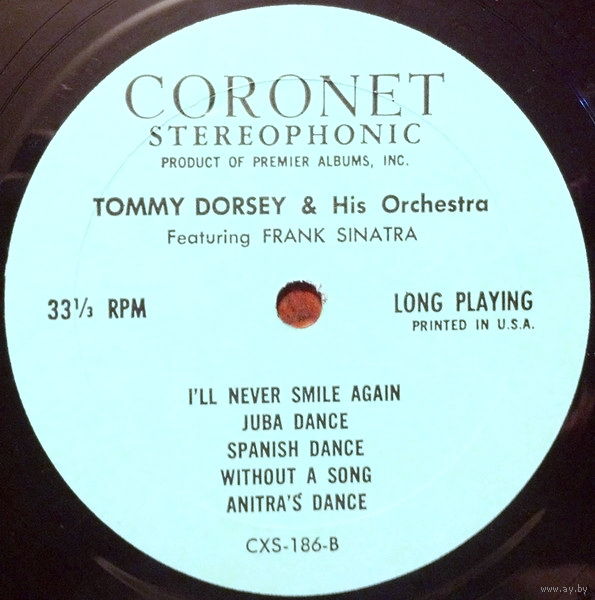 CORONET
STEREOPHONIC
PRODUCT OF PREMIER ALBUMS, INC.
TOMMY DORSEY & His Orchestra
Featuring FRANK SINATRA
33⅓ RPM
LONG PLAYING
PRINTED IN U.S.A.
I'LL NEVER SMILE AGAIN
JUBA DANCE
SPANISH DANCE
WITHOUT A SONG
ANITRA'S DANCE
CXS-186-B
www.ay.by